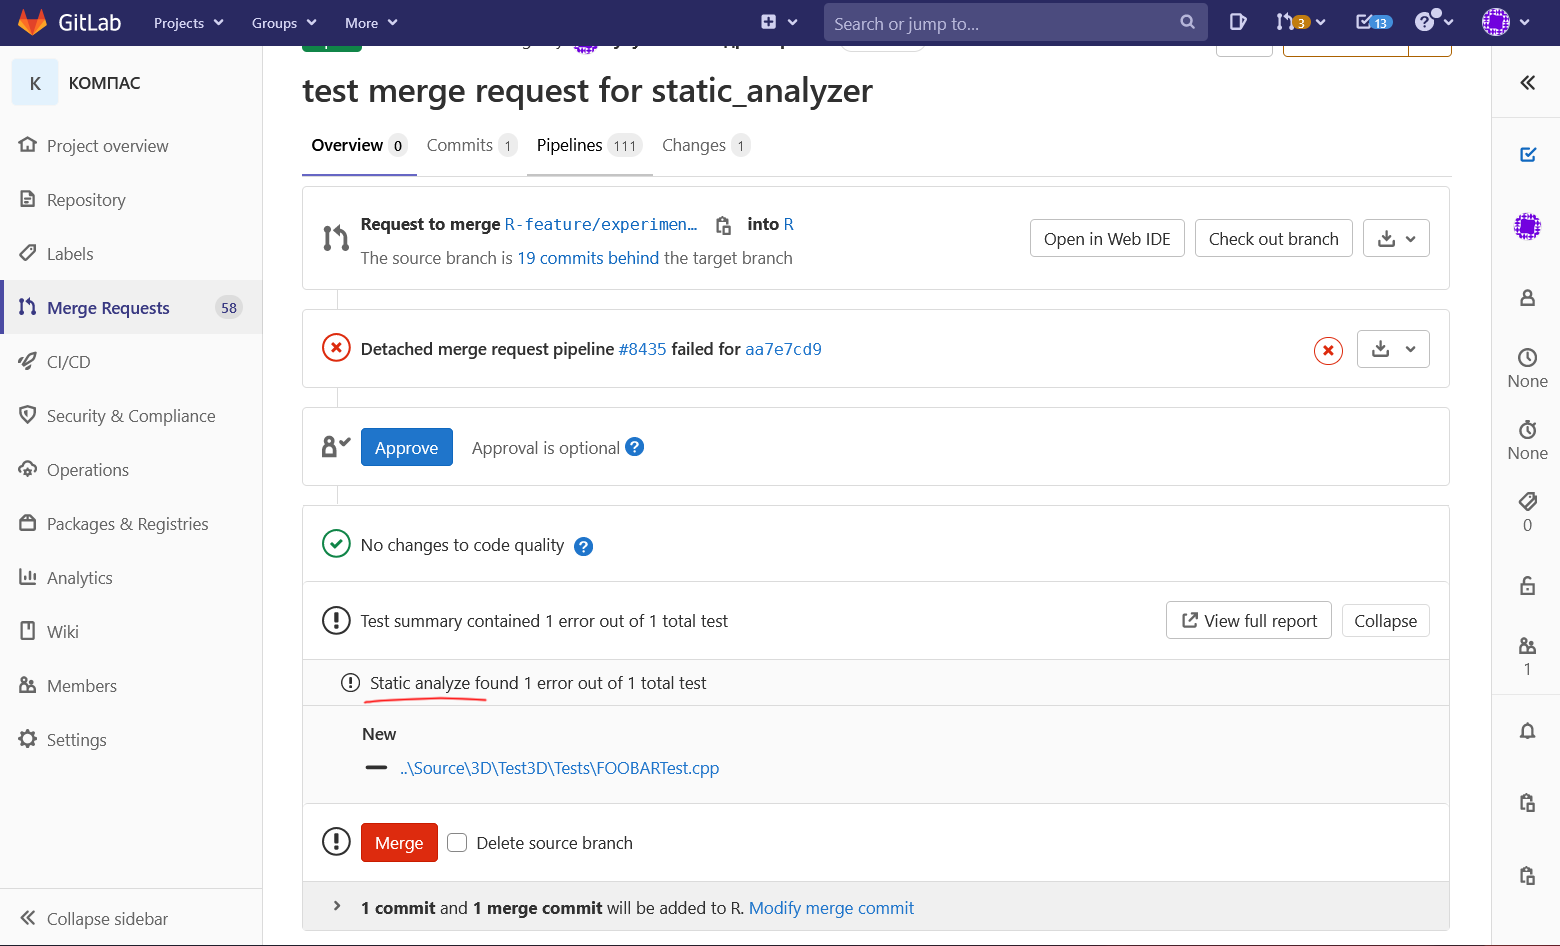 GitLab
Projects Groups More
Search or jump to...
3
13
K КОМПАС
Project overview
Repository
Labels
Merge Requests 58
CI/CD
Security & Compliance
Operations
Packages & Registries
Analytics
Wiki
Members
Settings
Collapse sidebar
test merge request for static_analyzer
Overview 0 Commits 1 Pipelines 111 Changes 1
Request to merge R-feature/experimen... into R
The source branch is 19 commits behind the target branch
Open in Web IDE Check out branch
Detached merge request pipeline #8435 failed for aa7e7cd9
Approve Approval is optional
No changes to code quality
Test summary contained 1 error out of 1 total test
View full report Collapse
Static analyze found 1 error out of 1 total test
New
..\Source\3D\Test3D\Tests\FOOBARTest.cpp
Merge Delete source branch
1 commit and 1 merge commit will be added to R. Modify merge commit
None
None
0
1